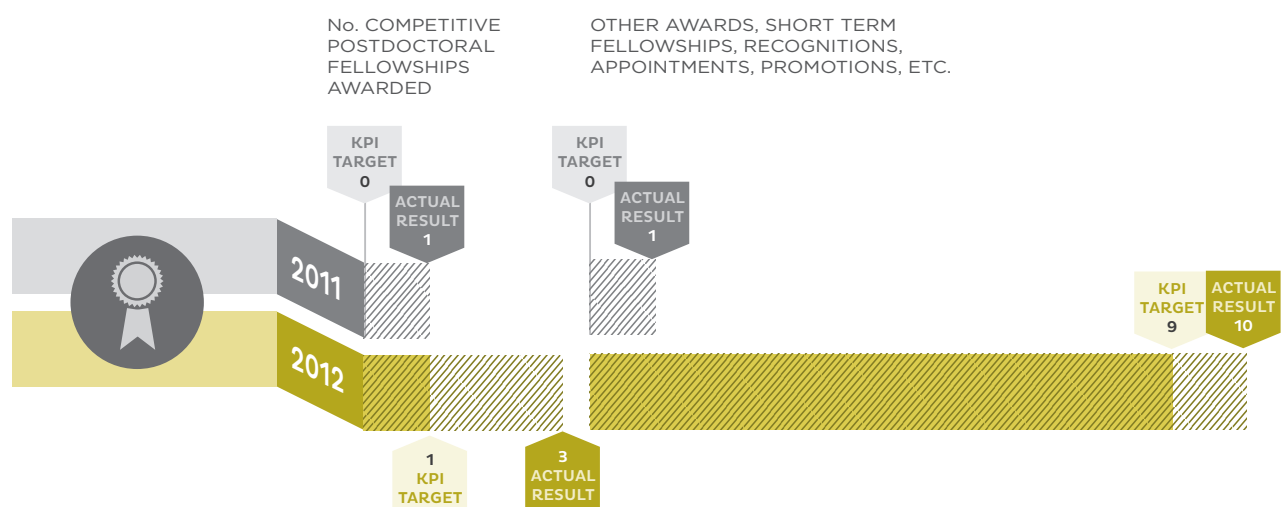 No. COMPETITIVE
POSTDOCTORAL
FELLOWSHIPS
AWARDED
OTHER AWARDS, SHORT TERM
FELLOWSHIPS, RECOGNITIONS,
APPOINTMENTS, PROMOTIONS, ETC.
KPI
TARGET
0
ACTUAL
RESULT
1
KPI
TARGET
0
ACTUAL
RESULT
1
2011
2012
KPI
TARGET
9
ACTUAL
RESULT
10
1
KPI
TARGET
3
ACTUAL
RESULT